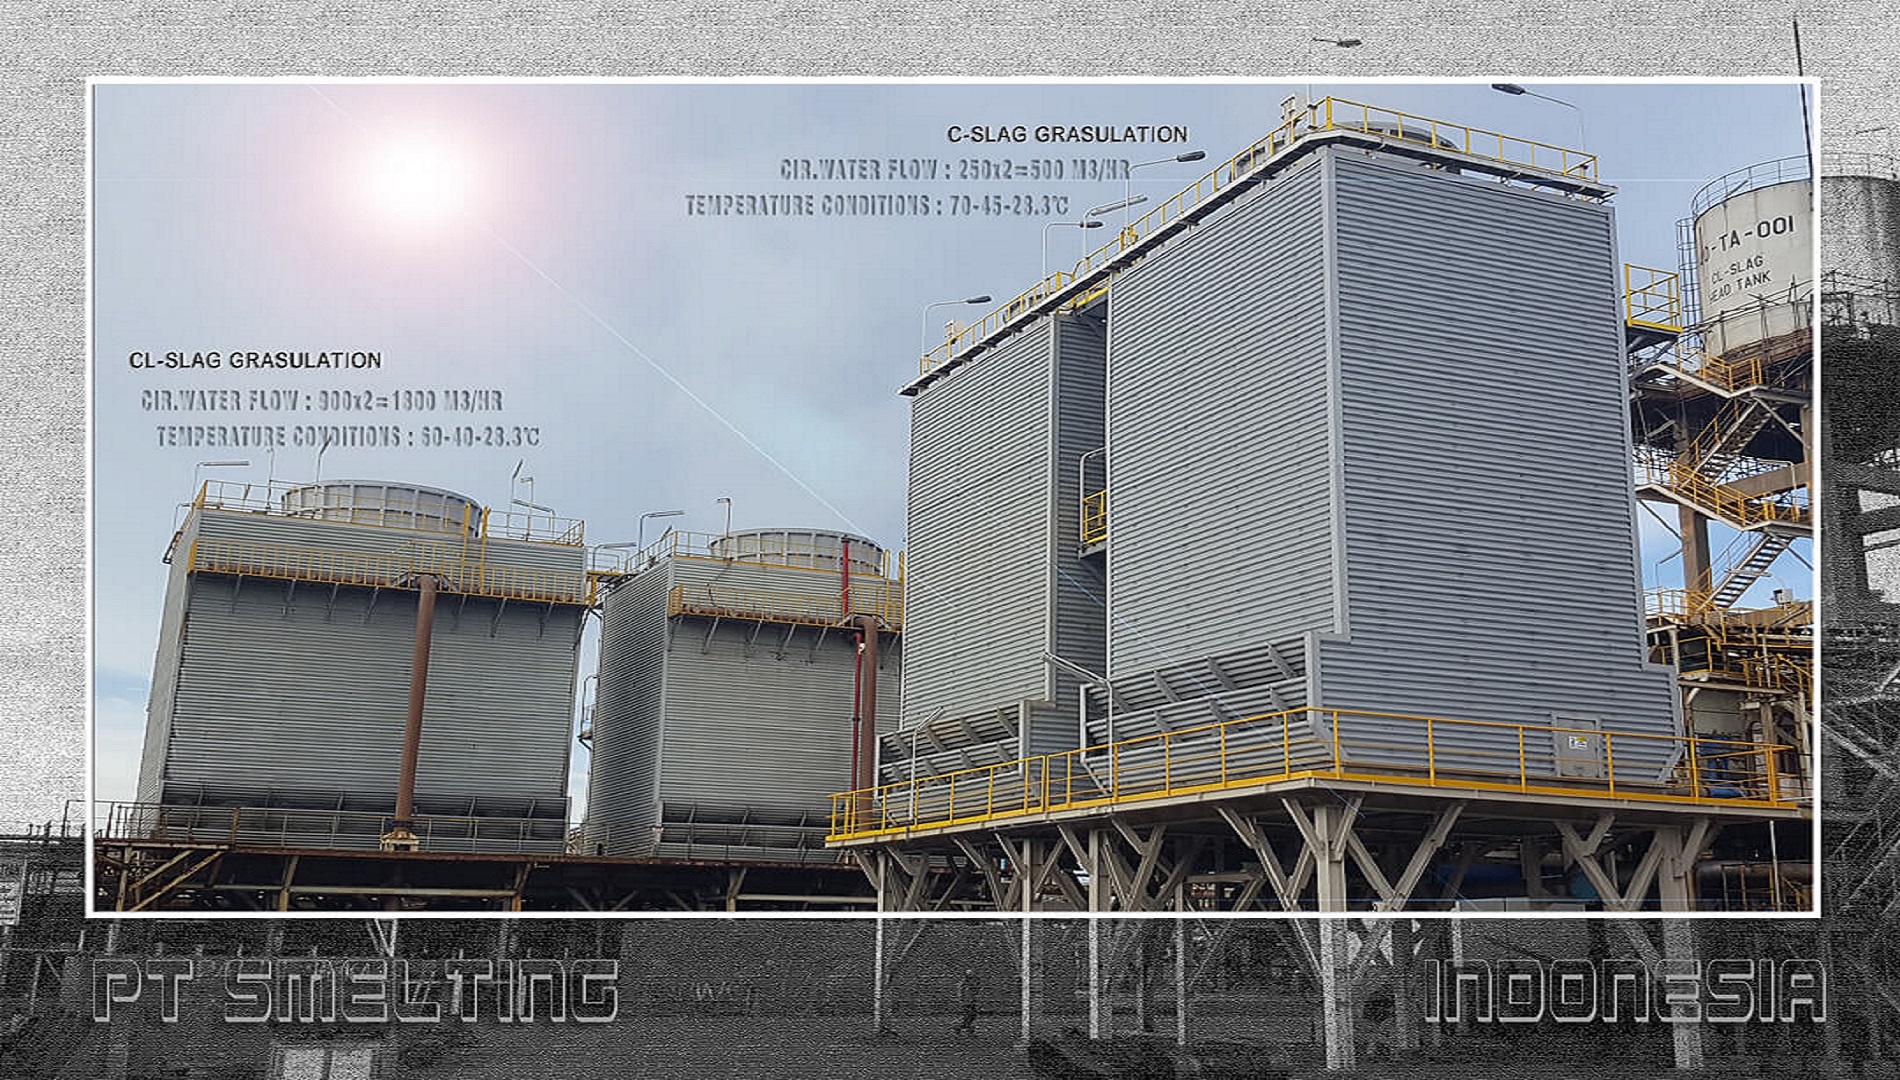 C-SLAG GRASULATION
CIR.WATER FLOW : 250x2=500 M3/HR
TEMPERATURE CONDITIONS : 70-45-28.3℃
-TA-001
CL-SLAG
HEAD TANK
CL-SLAG GRASULATION
CIR.WATER FLOW : 900x2=1800 M3/HR
TEMPERATURE CONDITIONS : 60-40-28.3℃
PT SMELTING
INDONESIA